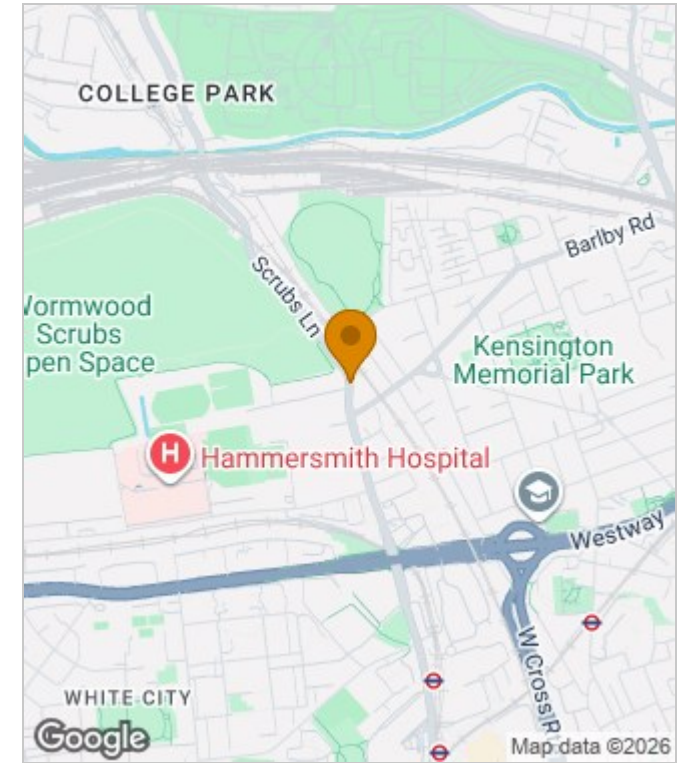 COLLEGE PARK
Barlby Rd
Scrubs Ln
Wormwood
Scrubs
pen Space
Kensington
Memorial Park
H
Hammersmith Hospital
Westway
W Cross R
WHITE CITY
Google
Map data ©2026